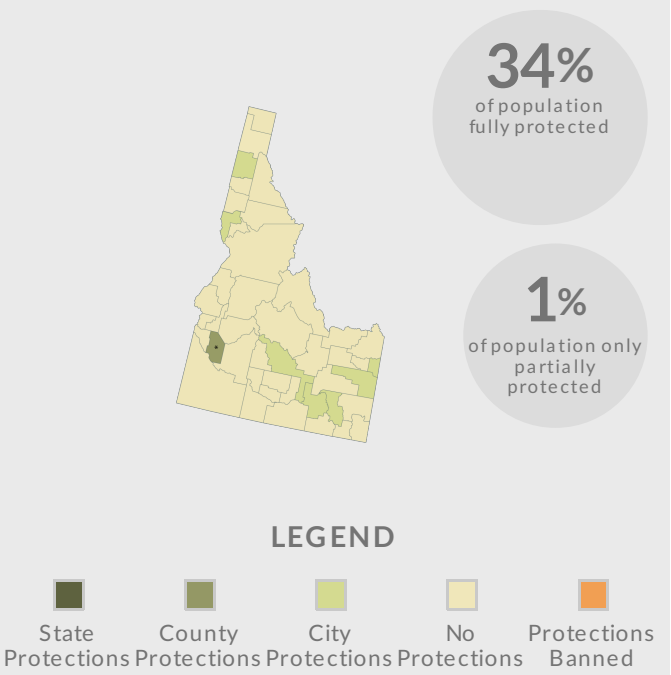 34%
of population
fully protected
1%
of population only
partially
protected
LEGEND
State
Protections
County
Protections
City
Protections
No
Protections
Protections
Banned